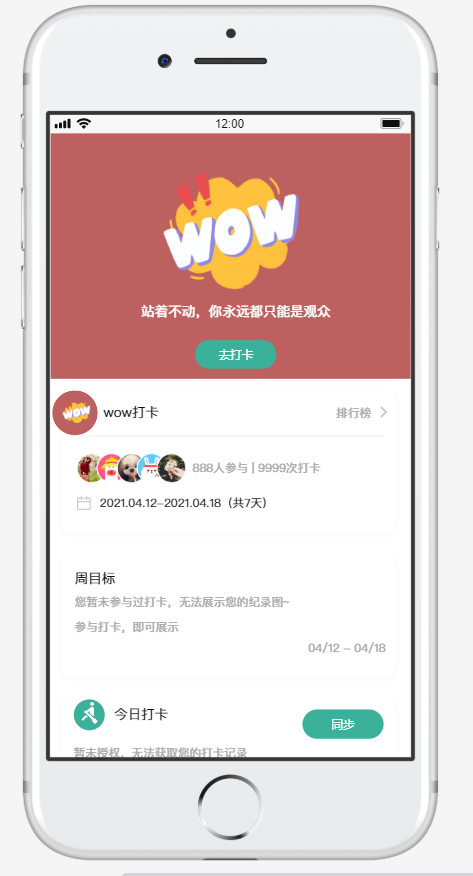 12:00
WOW
站着不动，你永远都只能是观众
去打卡
WOW
wow打卡
排行榜
888人参与 | 9999次打卡
2021.04.12-2021.04.18（共7天）
周目标
您暂未参与过打卡，无法展示您的纪录图~
参与打卡，即可展示
04/12 - 04/18
今日打卡
同步
暂未授权，无法获取您的打卡记录